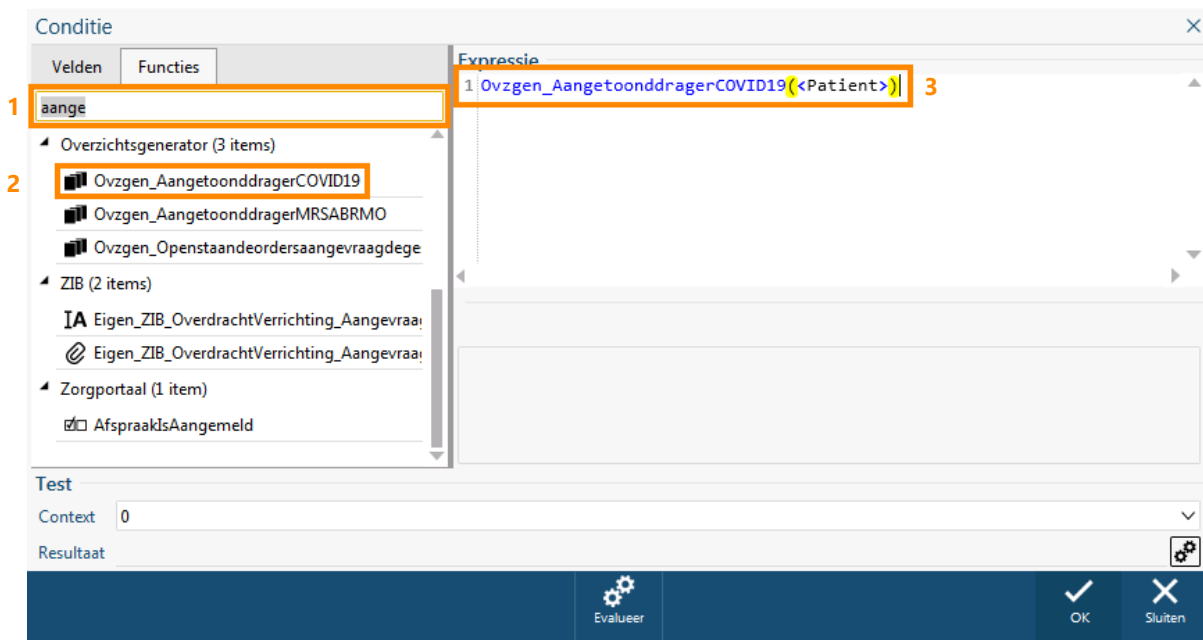 Conditie
Velden
Functies
Expressie
1
aange
1 Ovzgen_AangetoonddragerCOVID19(<Patient>)
3
Overzichtsgenerator (3 items)
2
Ovzgen_AangetoonddragerCOVID19
Ovzgen_AangetoonddragerMRSABRMO
Ovzgen_Openstaandeordersaangevraagdege
ZIB (2 items)
Eigen_ZIB_OverdrachtVerrichting_Aangevraa
Eigen_ZIB_OverdrachtVerrichting_Aangevraa
Zorgportaal (1 item)
AfspraakIsAangemeld
Test
Context 0
Resultaat
Evalueer
OK
Sluiten